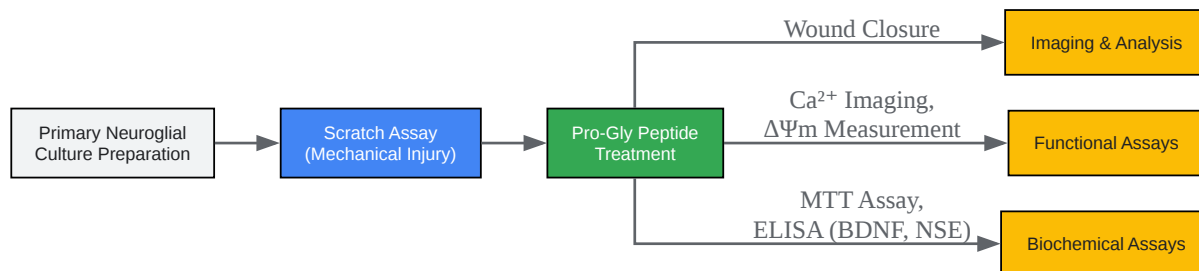 Primary Neuroglial
Culture Preparation
Scratch Assay
(Mechanical Injury)
Pro-Gly Peptide
Treatment
Wound Closure
Imaging & Analysis
Ca²⁺ Imaging,
ΔΨm Measurement
Functional Assays
MTT Assay,
ELISA (BDNF, NSE)
Biochemical Assays